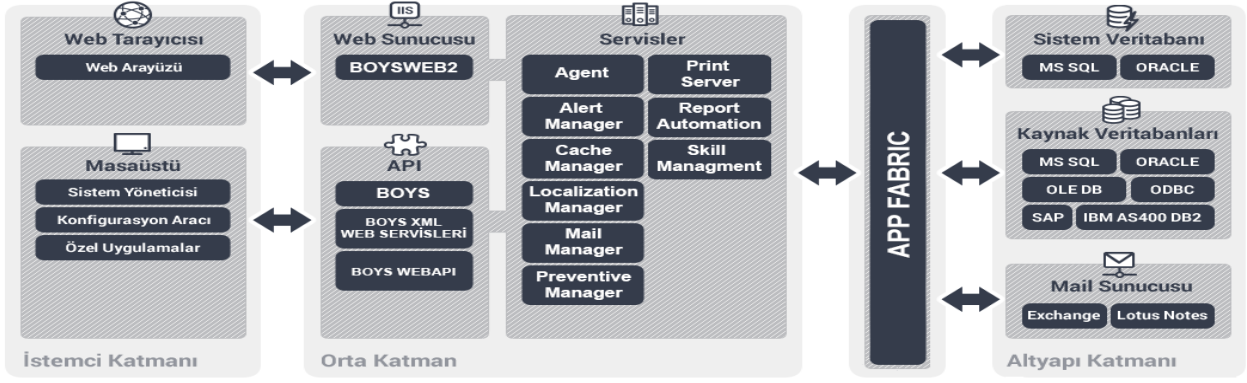 Web Tarayıcısı
Web Arayüzü
Masaüstü
Sistem Yöneticisi
Konfigurasyon Aracı
Özel Uygulamalar
İstemci Katmanı
IIS
Web Sunucusu
BOYSWEB2
API
BOYS
BOYS XML
WEB SERVİSLERİ
BOYS WEBAPI
Servisler
Agent
Print
Server
Alert
Manager
Report
Automation
Cache
Manager
Skill
Managment
Localization
Manager
Mail
Manager
Preventive
Manager
Orta Katman
APP FABRIC
Sistem Veritabanı
MS SQL
ORACLE
Kaynak Veritabanları
MS SQL
ORACLE
OLE DB
ODBC
SAP
IBM AS400 DB2
Mail Sunucusu
Exchange
Lotus Notes
Altyapı Katmanı